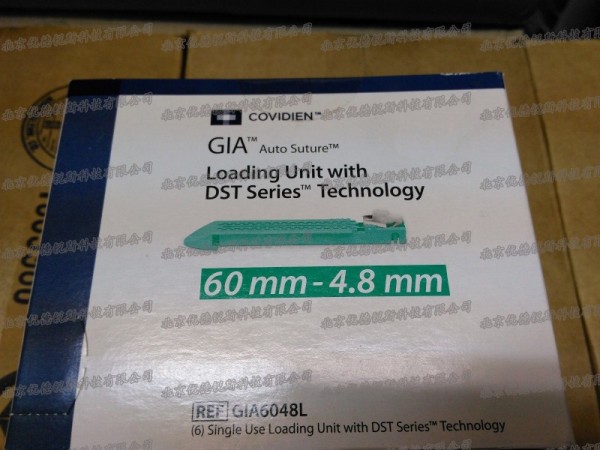 COVIDIEN™
GIA™ Auto Suture™
Loading Unit with
DST Series™ Technology
60 mm - 4.8 mm
REF GIA6048L
(6) Single Use Loading Unit with DST Series™ Technology